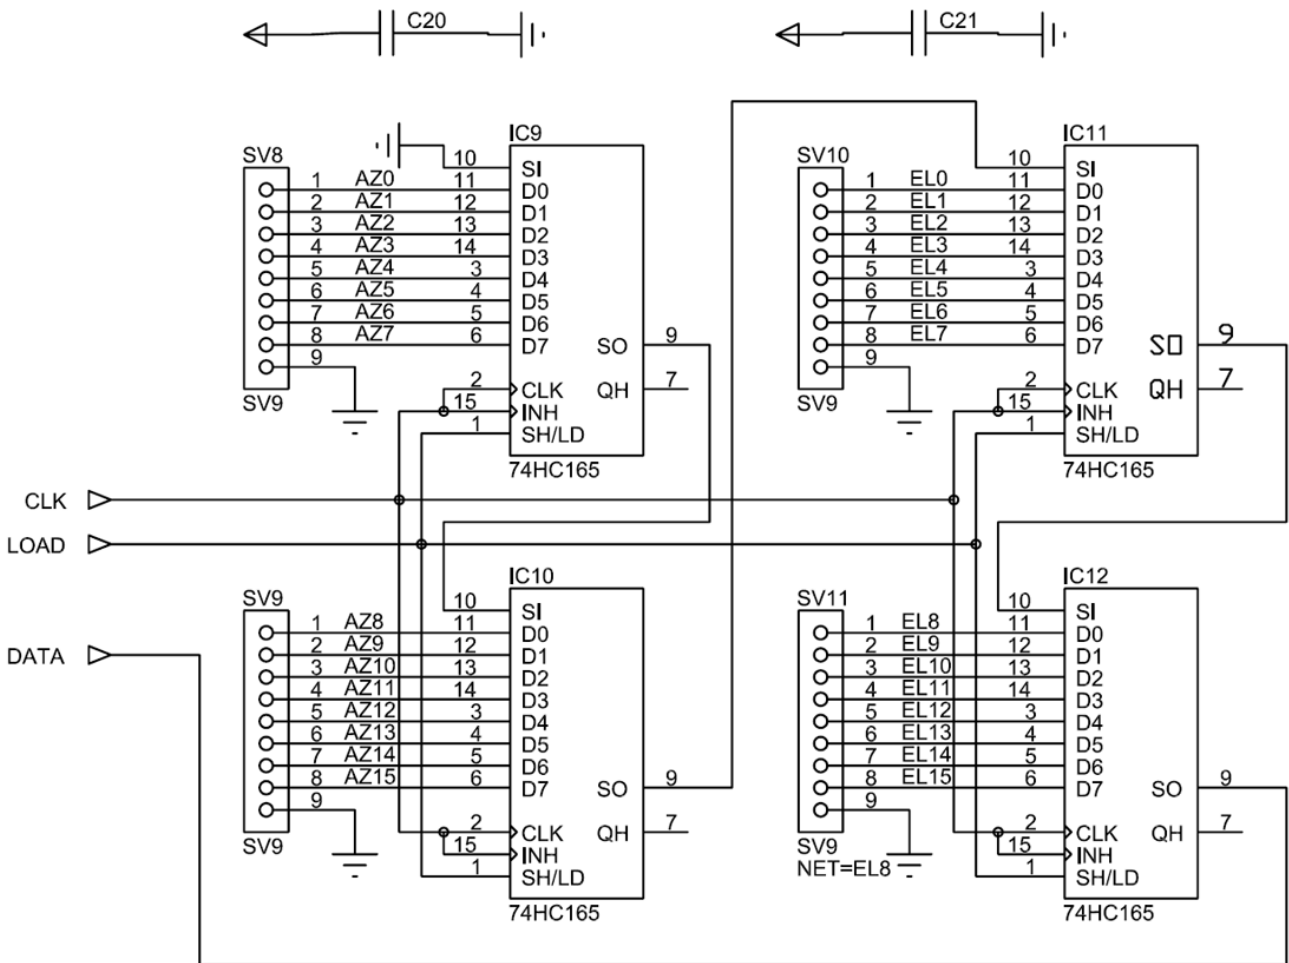 C20
C21
IC9
IC11
SV8
SV10
10 SI
10 SI
1 AZ0 11 D0
1 EL0 11 D0
2 AZ1 12 D1
2 EL1 12 D1
3 AZ2 13 D2
3 EL2 13 D2
4 AZ3 14 D3
4 EL3 14 D3
5 AZ4 3 D4
5 EL4 3 D4
6 AZ5 4 D5
6 EL5 4 D5
7 AZ6 5 D6
7 EL6 5 D6
8 AZ7 6 D7 SO 9
8 EL7 6 D7 SO 9
9
9
2 CLK QH 7
2 CLK QH 7
SV9
SV9
15 INH
15 INH
1 SH/LD
1 SH/LD
74HC165
74HC165
CLK
LOAD
IC10
IC12
SV9
SV11
10 SI
10 SI
1 AZ8 11 D0
1 EL8 11 D0
2 AZ9 12 D1
2 EL9 12 D1
DATA
3 AZ10 13 D2
3 EL10 13 D2
4 AZ11 14 D3
4 EL11 14 D3
5 AZ12 3 D4
5 EL12 3 D4
6 AZ13 4 D5
6 EL13 4 D5
7 AZ14 5 D6
7 EL14 5 D6
8 AZ15 6 D7 SO 9
8 EL15 6 D7 SO 9
9
9
2 CLK QH 7
2 CLK QH 7
SV9
SV9
15 INH
15 INH
NET=EL8
1 SH/LD
1 SH/LD
74HC165
74HC165